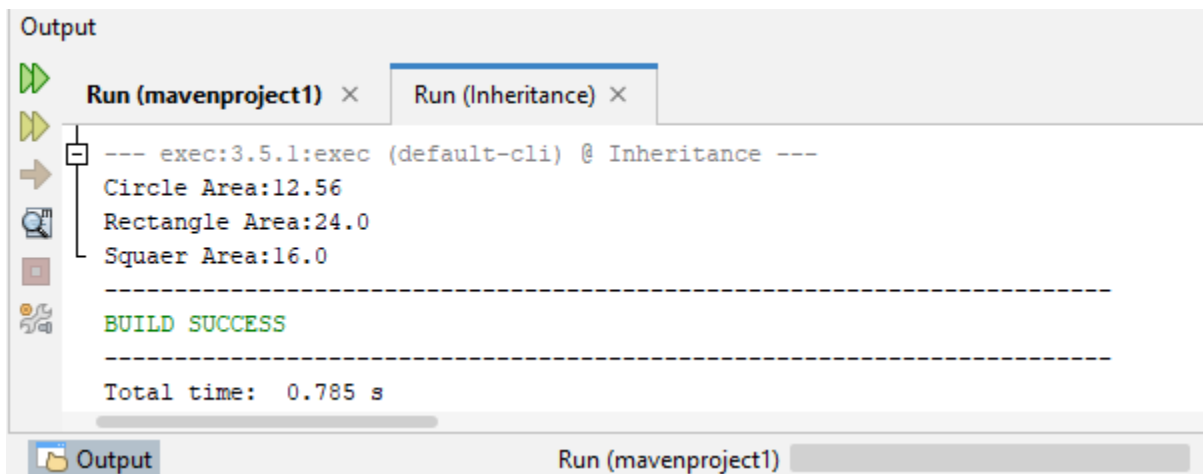 Output
Run (mavenproject1) × Run (Inheritance) ×
--- exec:3.5.1:exec (default-cli) @ Inheritance ---
Circle Area:12.56
Rectangle Area:24.0
Squaer Area:16.0
------------------------------------------------------------------------
BUILD SUCCESS
------------------------------------------------------------------------
Total time:  0.785 s
Output Run (mavenproject1)